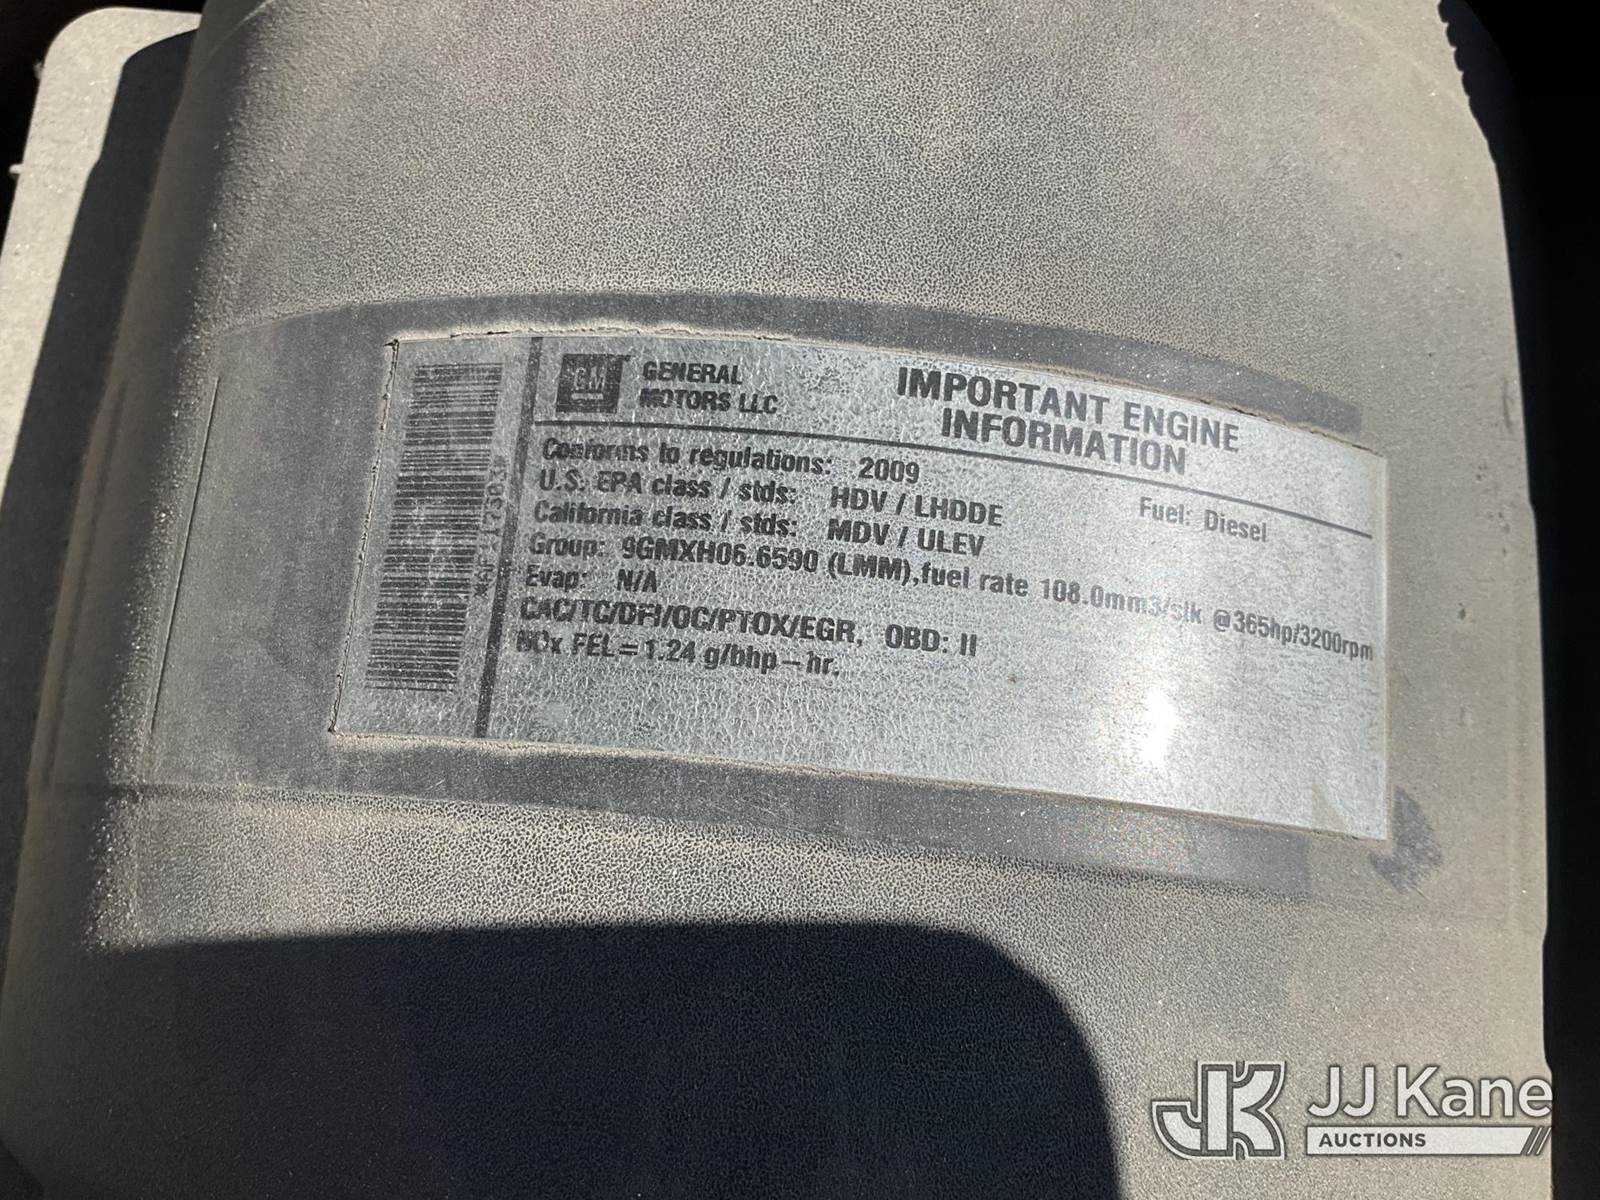 GM
GENERAL
MOTORS LLC
IMPORTANT ENGINE
INFORMATION
Conforms to regulations: 2009
Fuel: Diesel
U.S. EPA class / stds: HDV / LHDDE
California class / stds: MDV / ULEV
Group: 9GMXH06.6590 (LMM),fuel rate 108.0mm3/stk @365hp/3200rpm
Evap: N/A
CAC/TC/DFI/OC/PTOX/EGR, OBD: II
NOx FEL=1.24 g/bhp-hr.
JK
JJ Kane
AUCTIONS